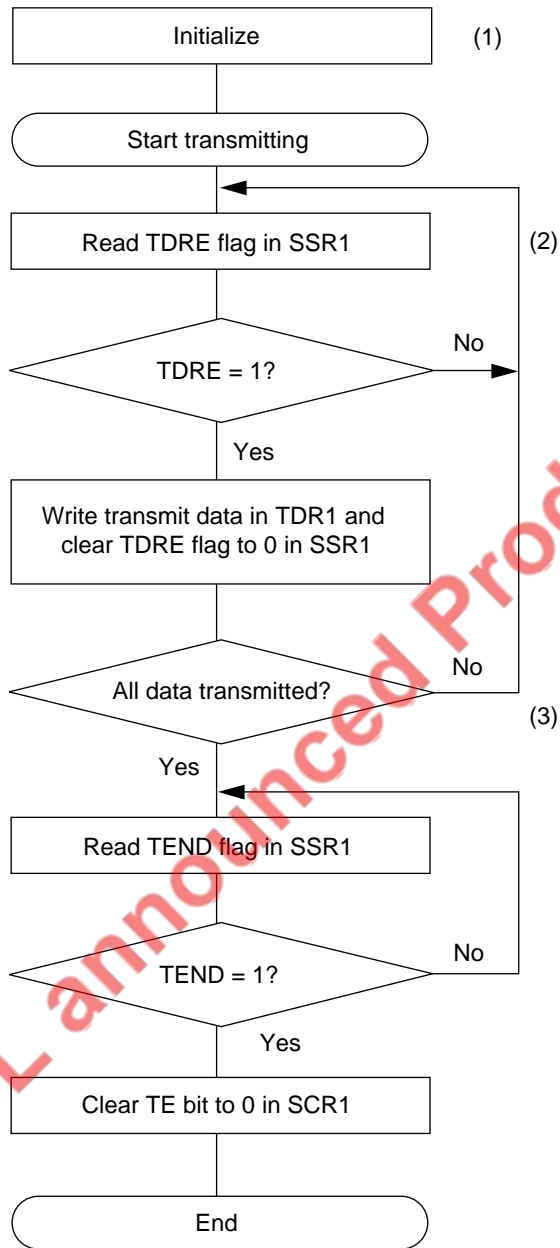 Initialize
(1)
Start transmitting
Read TDRE flag in SSR1
(2)
TDRE = 1?
No
Yes
Write transmit data in TDR1 and
clear TDRE flag to 0 in SSR1
All data transmitted?
No
(3)
Yes
Read TEND flag in SSR1
TEND = 1?
No
Yes
Clear TE bit to 0 in SCR1
End
L announced Prod